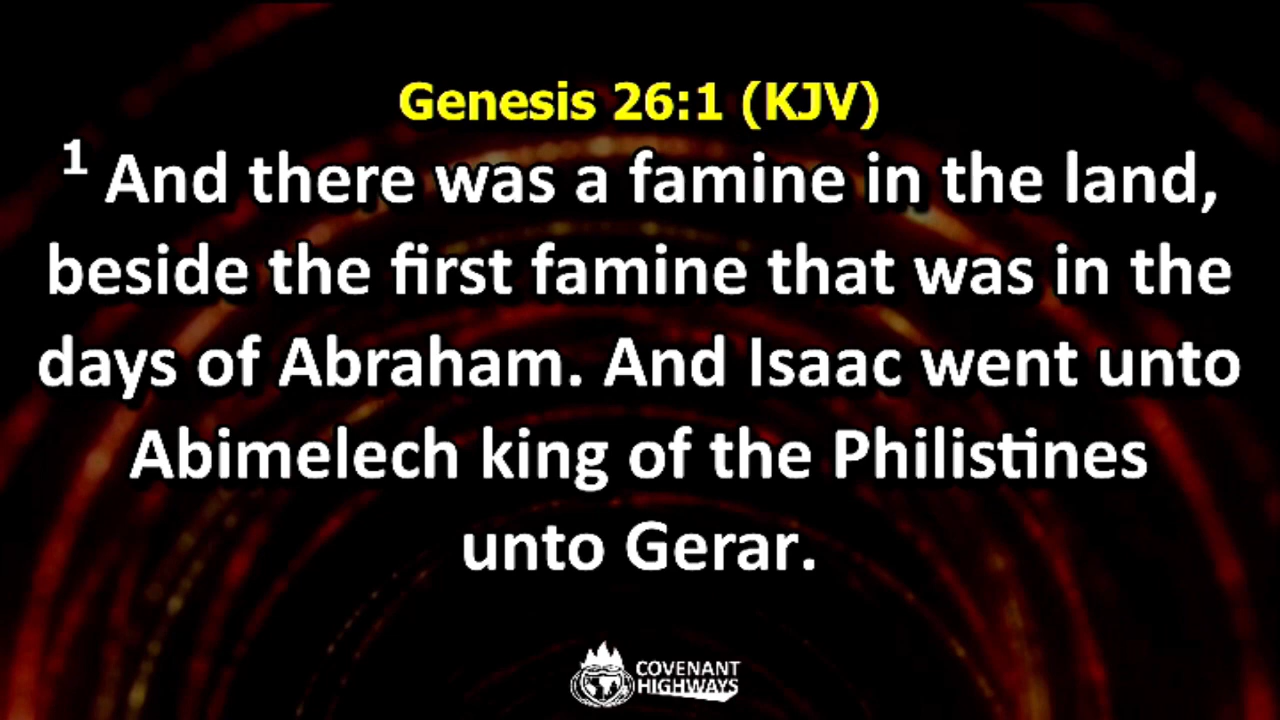 Genesis 26:1 (KJV)
1 And there was a famine in the land,
beside the first famine that was in the
days of Abraham. And Isaac went unto
Abimelech king of the Philistines
unto Gerar.
COVENANT
HIGHWAYS